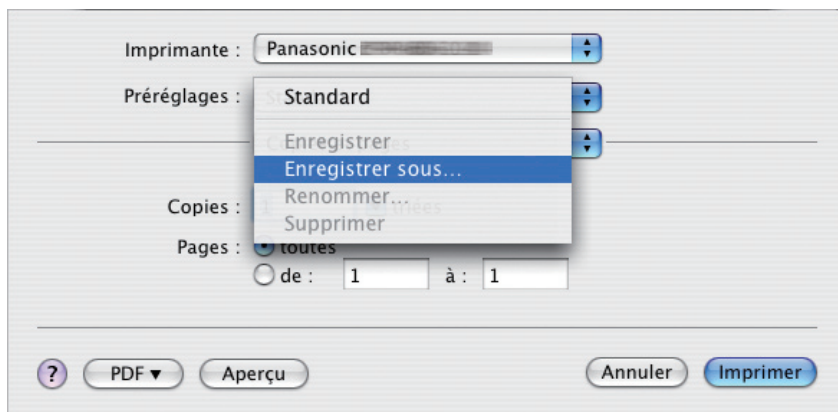 Imprimante : Panasonic
Préréglages : Standard
Enregistrer
Enregistrer sous...
Renommer...
Supprimer
Copies :
Pages : toutes
de : 1 à : 1
? PDF ▼ Aperçu Annuler Imprimer